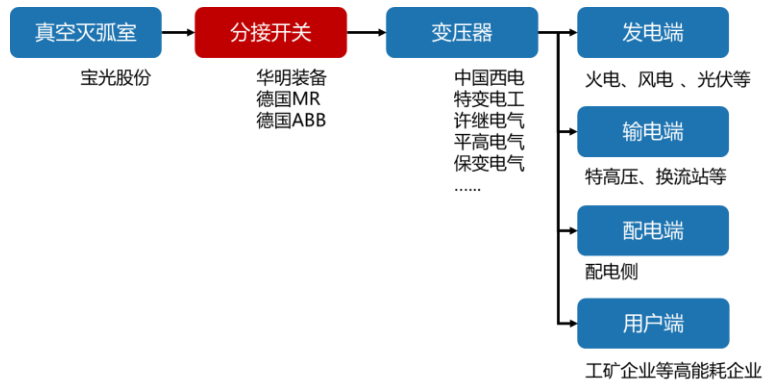 真空灭弧室
宝光股份
分接开关
华明装备
德国MR
德国ABB
变压器
中国西电
特变电工
许继电气
平高电气
保变电气
......
发电端
火电、风电 、光伏等
输电端
特高压、换流站等
配电端
配电侧
用户端
工矿企业等高能耗企业